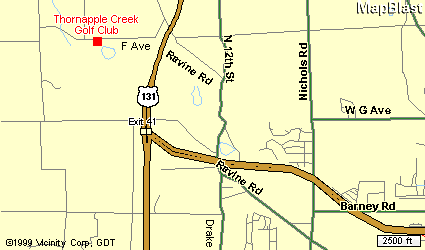 Thornapple Creek
Golf Club
MapBlast
F Ave
Ravine Rd
N 12th St
Nichols Rd
131
W G Ave
Exit 41
Ravine Rd
Barney Rd
Drake
©1999 Vicinity Corp; GDT
2500 ft